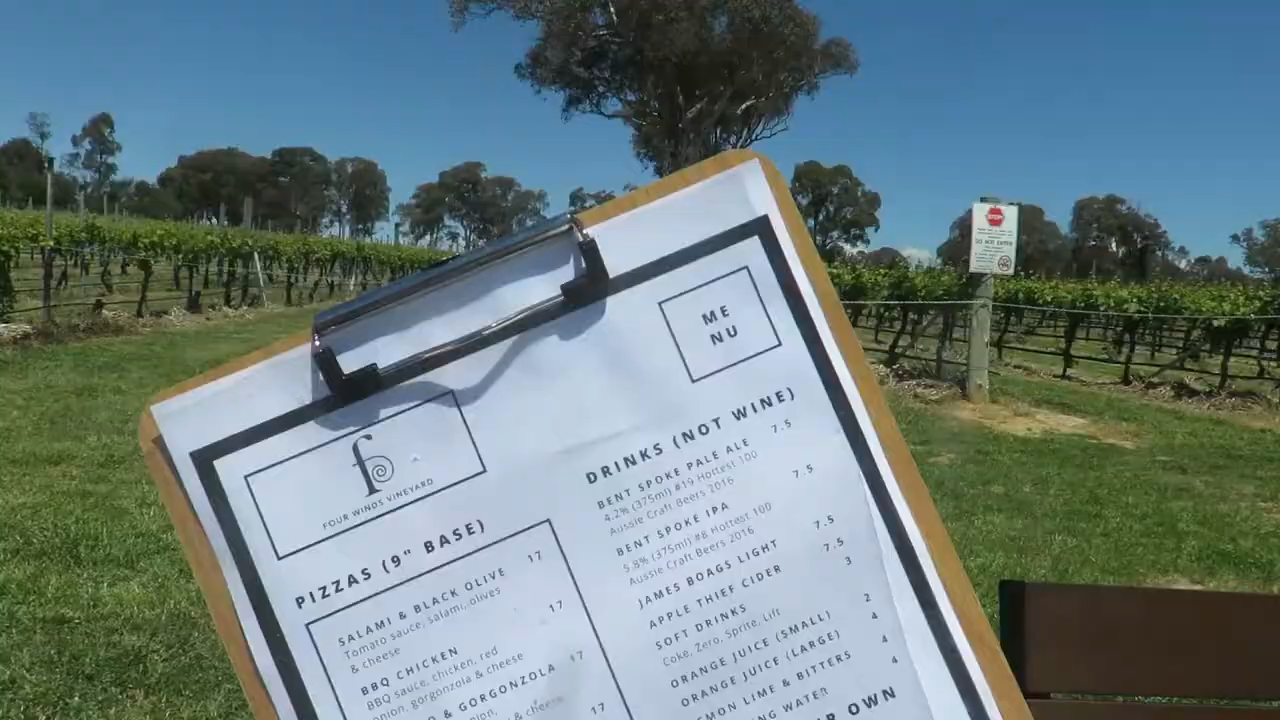 ME
NU
f
FOUR WINDS VINEYARD
PIZZAS (9" BASE)
SALAMI & BLACK OLIVE 17
Tomato sauce, salami, olives
& cheese
BBQ CHICKEN 17
BBQ sauce, chicken, red
onion, gorgonzola & cheese
& GORGONZOLA 17
onion,
& cheese
17
DRINKS (NOT WINE)
BENT SPOKE PALE ALE 7.5
4.2% (375ml) #19 Hottest 100
Aussie Craft Beers 2016
BENT SPOKE IPA 7.5
5.8% (375ml) #8 Hottest 100
Aussie Craft Beers 2016
JAMES BOAGS LIGHT 7.5
APPLE THIEF CIDER 7.5
SOFT DRINKS 3
Coke, Zero, Sprite, Lift
ORANGE JUICE (SMALL) 2
ORANGE JUICE (LARGE) 4
LEMON LIME & BITTERS 4
WATER 4
OWN
STOP
DO NOT ENTER